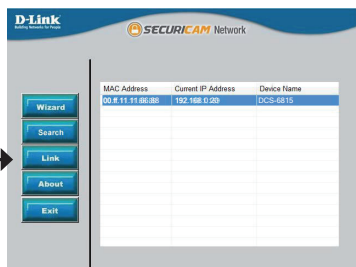 D-Link
Building Networks for People
SECURICAM Network
MAC Address Current IP Address Device Name
DCS-6815
Wizard
Search
Link
About
Exit